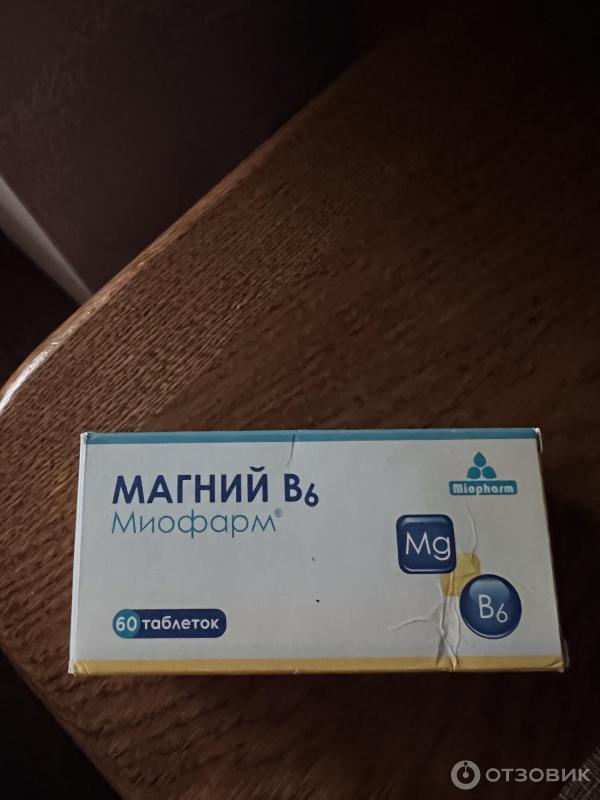 МАГНИЙ B6
Миофарм®
Miopharm
Mg
B6
60 таблеток
ОТЗОВИК